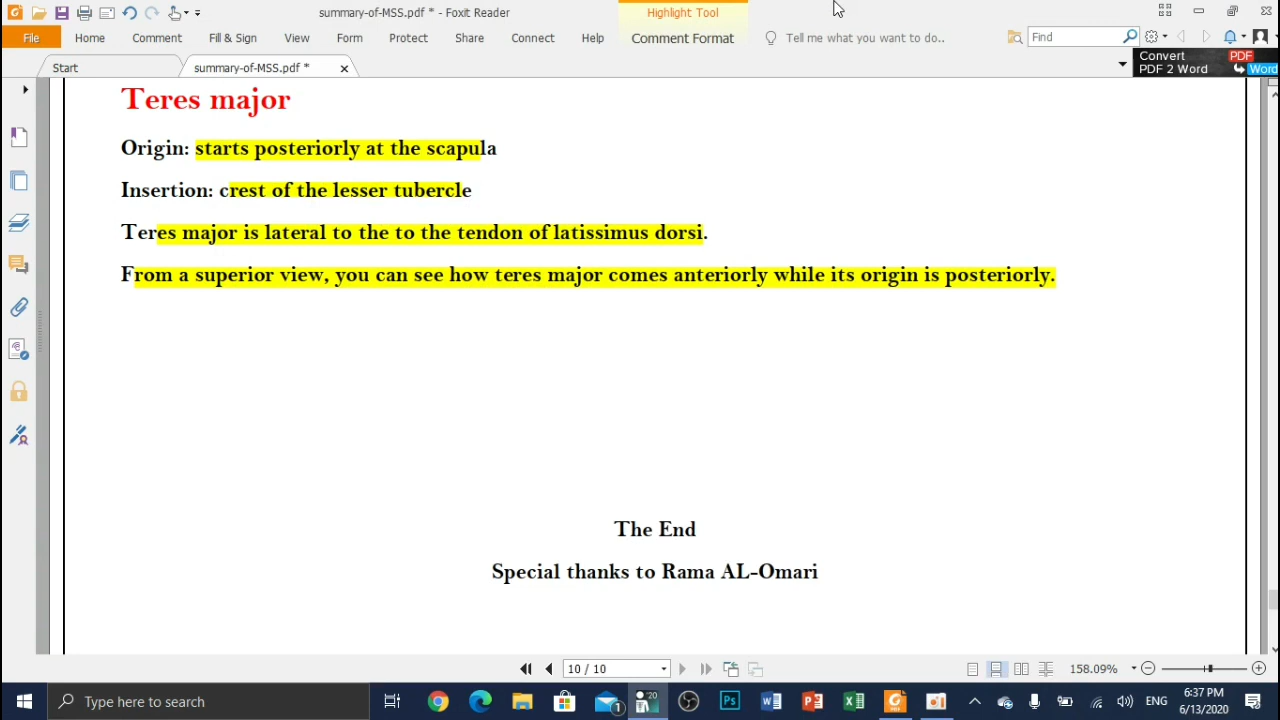 summary-of-MSS.pdf * - Foxit Reader
Highlight Tool
File Home Comment Fill & Sign View Form Protect Share Connect Help Comment Format Tell me what you want to do.. Find
Start summary-of-MSS.pdf * Convert PDF
PDF 2 Word Word
Teres major
Origin: starts posteriorly at the scapula
Insertion: crest of the lesser tubercle
Teres major is lateral to the to the tendon of latissimus dorsi.
From a superior view, you can see how teres major comes anteriorly while its origin is posteriorly.
The End
Special thanks to Rama AL-Omari
10 / 10 158.09%
Type here to search 1 20 ENG 6:37 PM
6/13/2020